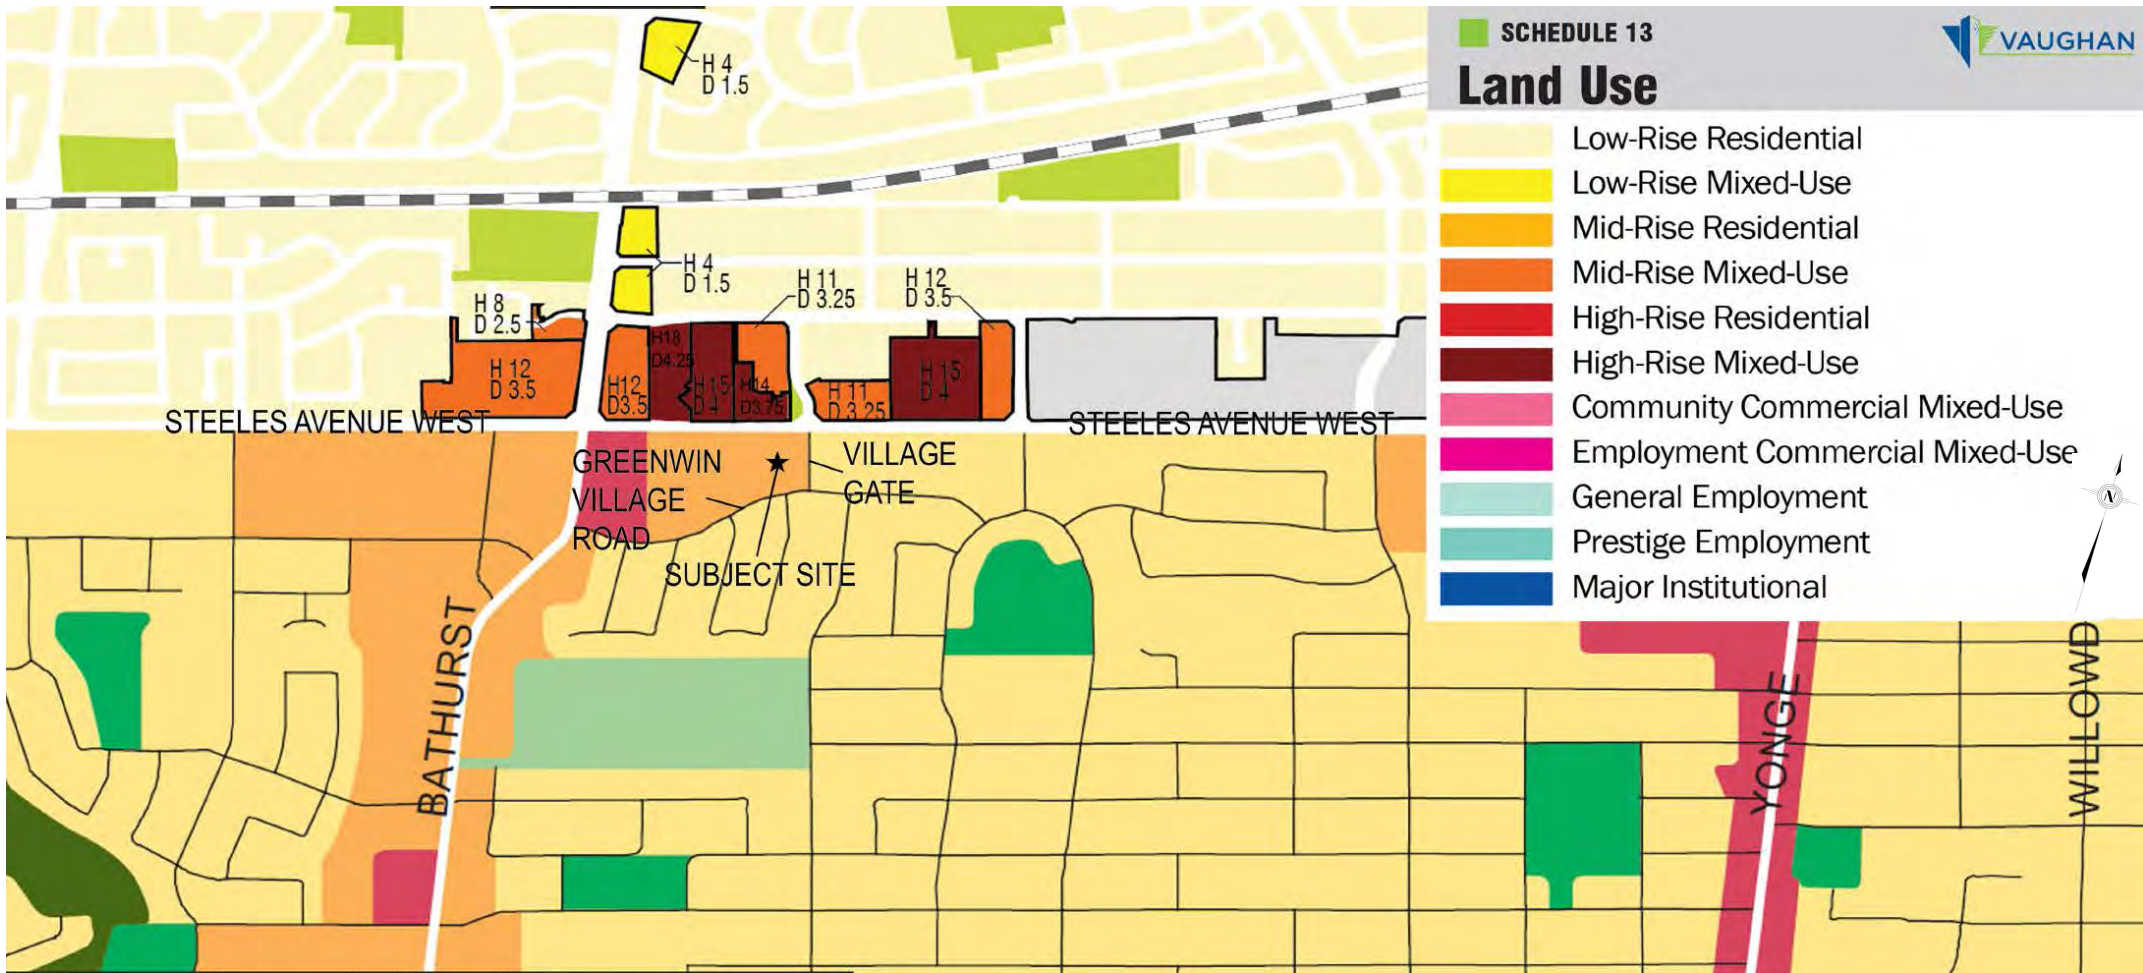 SCHEDULE 13
VAUGHAN
Land Use
Low-Rise Residential
Low-Rise Mixed-Use
Mid-Rise Residential
Mid-Rise Mixed-Use
High-Rise Residential
High-Rise Mixed-Use
Community Commercial Mixed-Use
Employment Commercial Mixed-Use
General Employment
Prestige Employment
Major Institutional
N
H 4
D 1.5
H 4
D 1.5
H 11
D 3.25
H 12
D 3.5
H 8
D 2.5
H 12
D 3.5
H12
D3.5
H18
D4.25
H 15
D 4
H14
D3.75
H 11
D 3.25
H 15
D 4
STEELES AVENUE WEST
STEELES AVENUE WEST
GREENWIN
VILLAGE
ROAD
VILLAGE
GATE
SUBJECT SITE
BATHURST
YONGE
WILLOWD